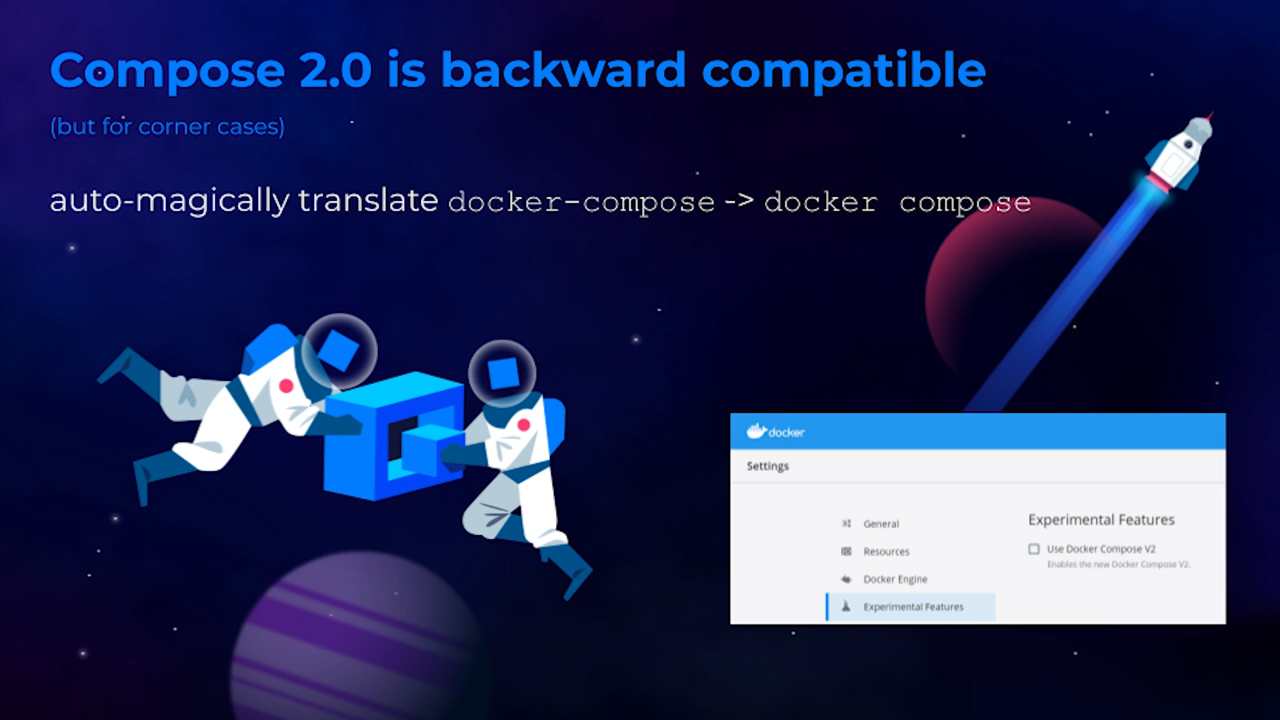 Compose 2.0 is backward compatible
(but for corner cases)
auto-magically translate docker-compose -> docker compose
docker
Settings
General
Resources
Docker Engine
Experimental Features
Experimental Features
Use Docker Compose V2
Enables the new Docker Compose V2.